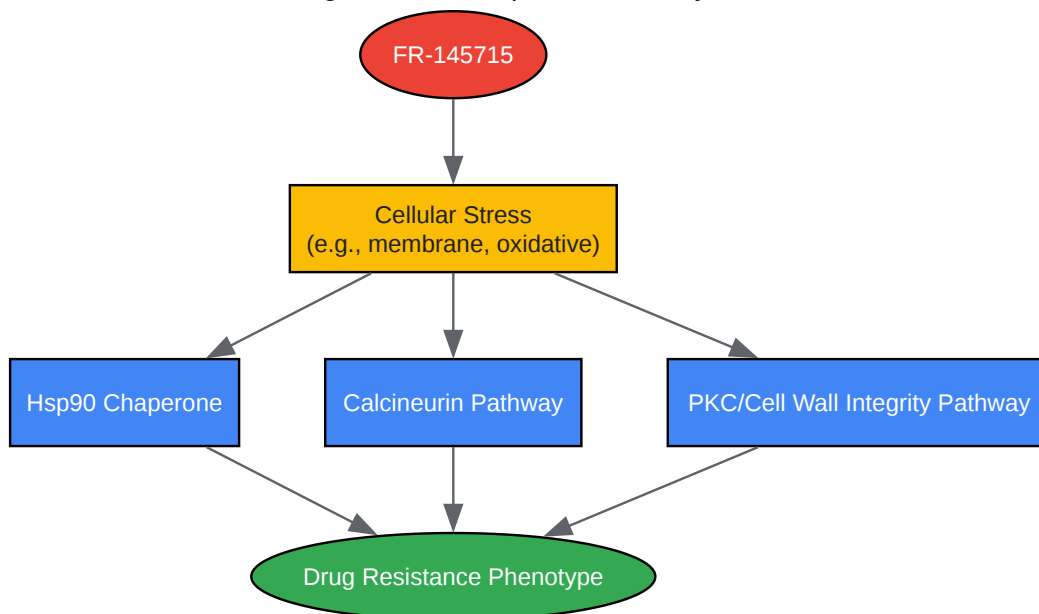 FR-145715
Cellular Stress
(e.g., membrane, oxidative)
Hsp90 Chaperone
Calcineurin Pathway
PKC/Cell Wall Integrity Pathway
Drug Resistance Phenotype